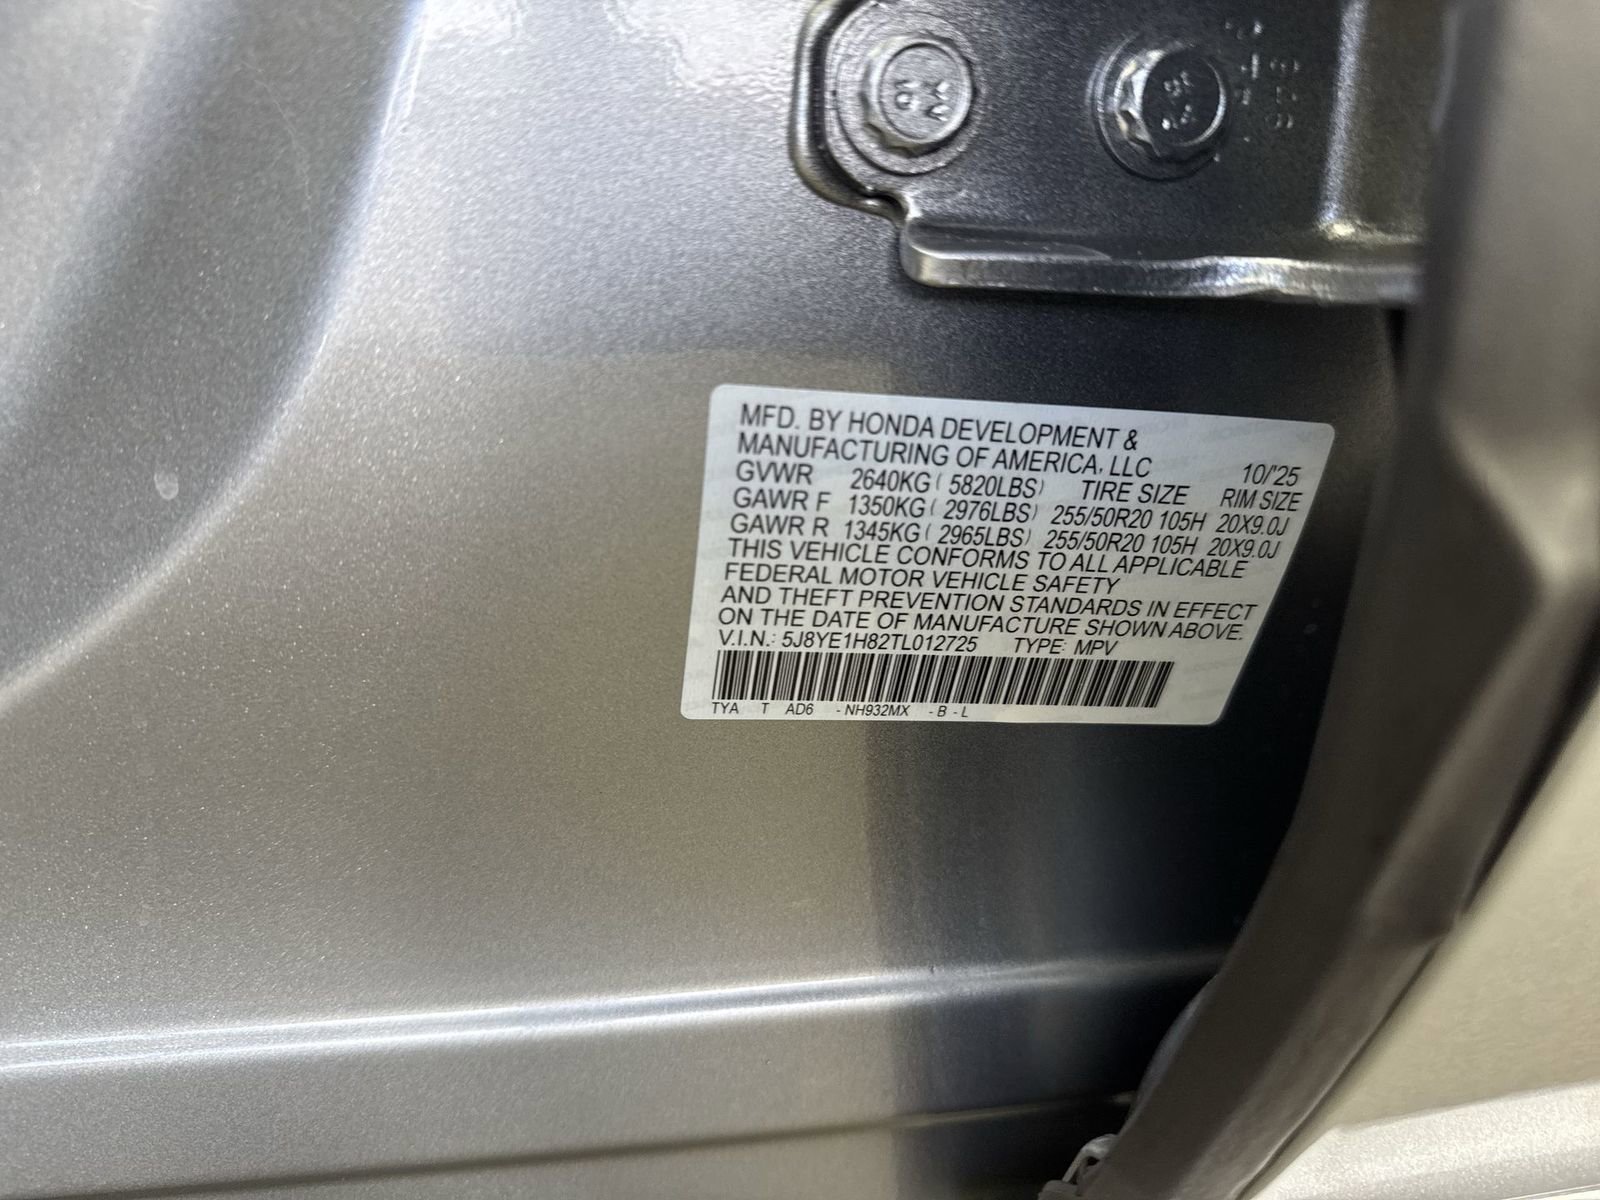 MFD. BY HONDA DEVELOPMENT &
MANUFACTURING OF AMERICA, LLC 10/'25
GVWR 2640KG ( 5820LBS) TIRE SIZE RIM SIZE
GAWR F 1350KG ( 2976LBS) 255/50R20 105H 20X9.0J
GAWR R 1345KG ( 2965LBS) 255/50R20 105H 20X9.0J
THIS VEHICLE CONFORMS TO ALL APPLICABLE
FEDERAL MOTOR VEHICLE SAFETY
AND THEFT PREVENTION STANDARDS IN EFFECT
ON THE DATE OF MANUFACTURE SHOWN ABOVE.
V.I.N.: 5J8YE1H82TL012725 TYPE: MPV
TYA T AD6 - NH932MX - B - L